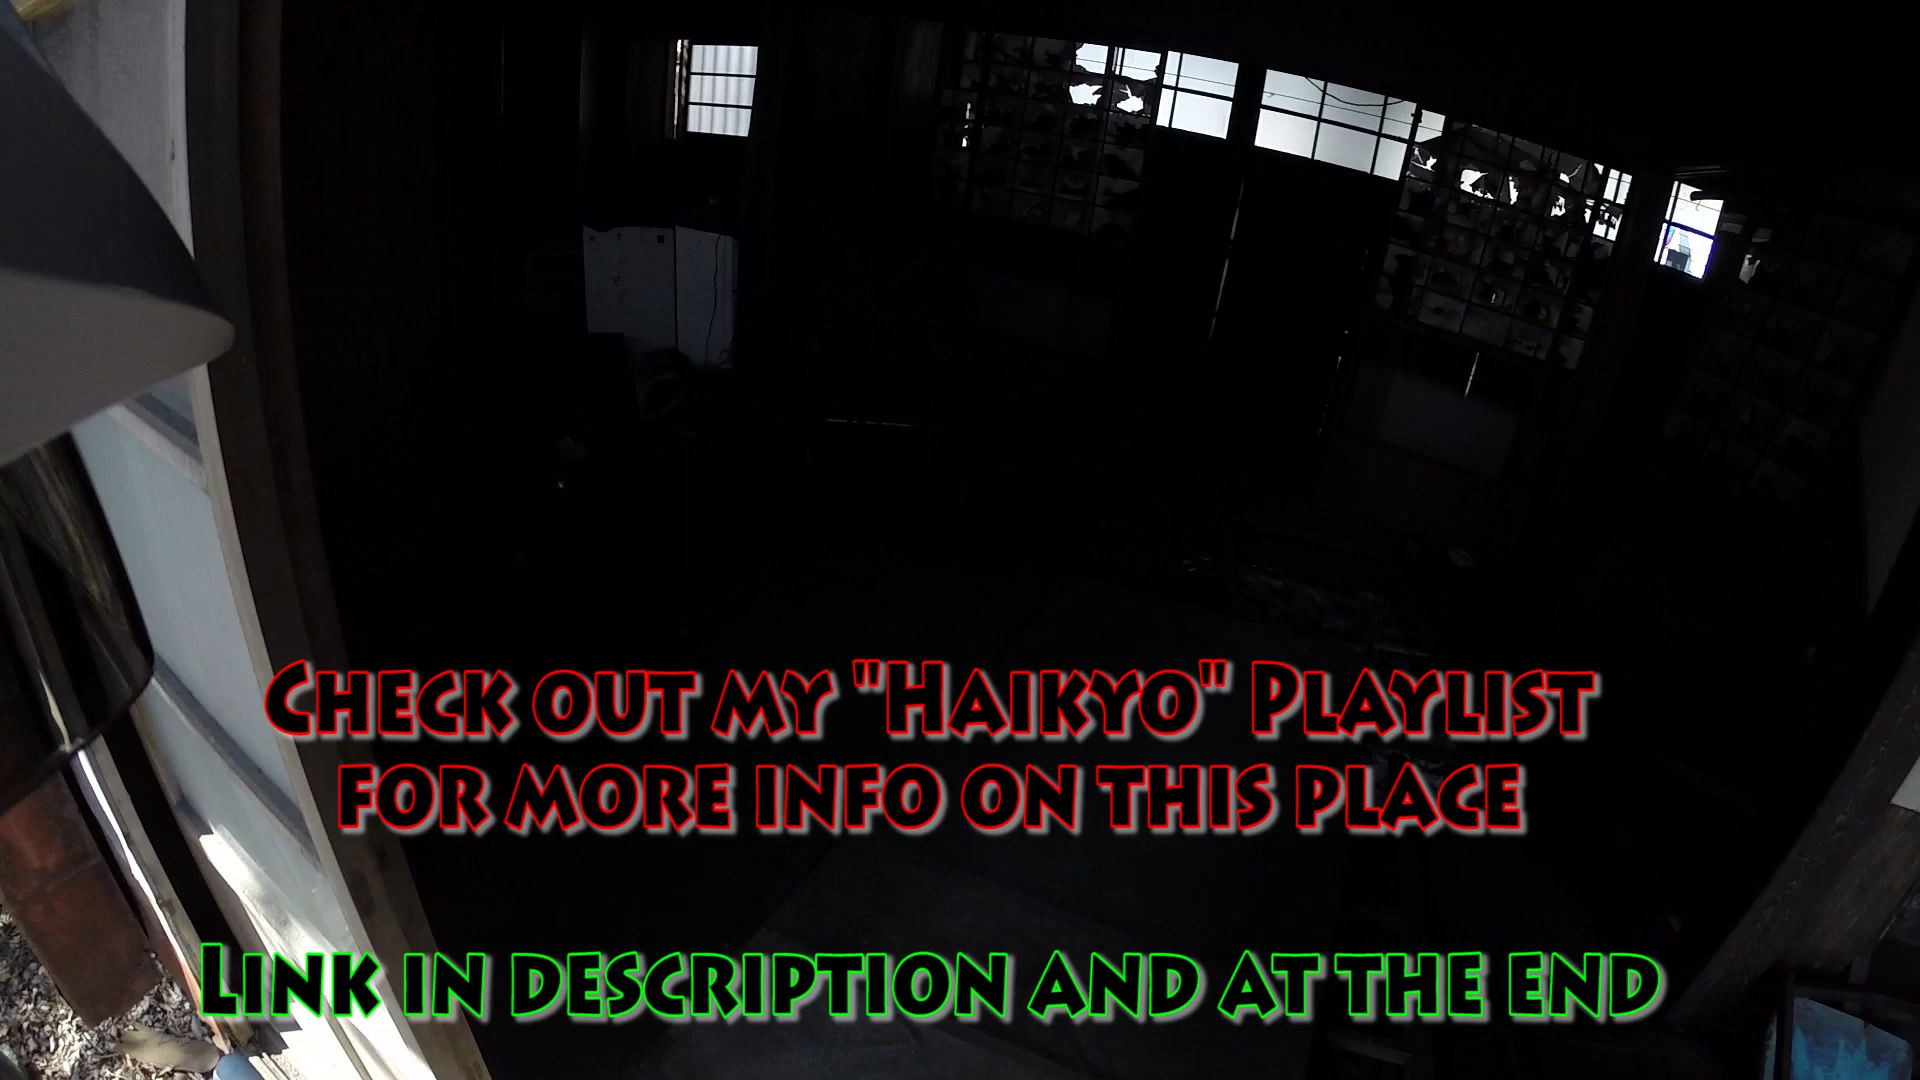 Check out my "Haikyo" Playlist
for more info on this place
Link in description and at the end